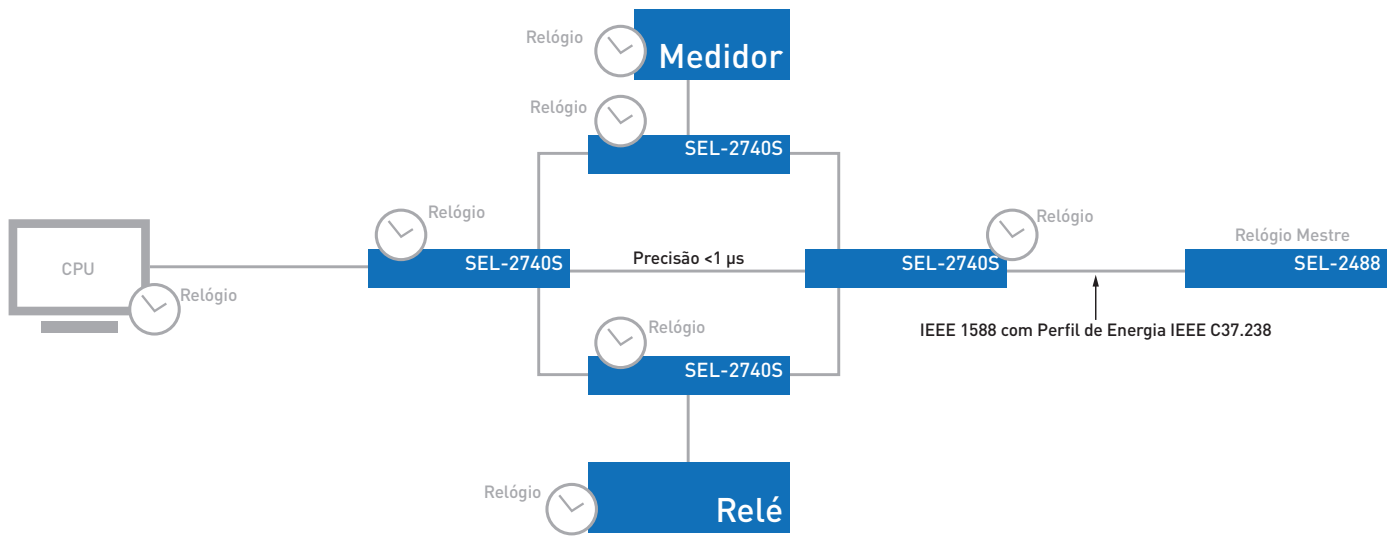 Relógio
Medidor
Relógio
SEL-2740S
Relógio
SEL-2740S
CPU
Relógio
Precisão <1 µs
Relógio
SEL-2740S
Relógio Mestre
SEL-2488
IEEE 1588 com Perfil de Energia IEEE C37.238
Relógio
SEL-2740S
Relógio
Relé